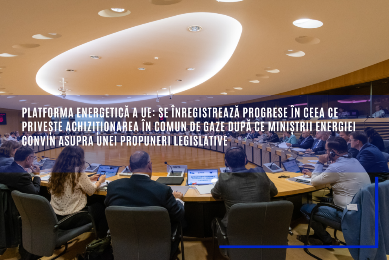 PLATFORMA ENERGETICĂ A UE: SE ÎNREGISTREAZĂ PROGRESE ÎN CEEA CE
PRIVEȘTE ACHIZIȚIONAREA ÎN COMUN DE GAZE DUPĂ CE MINIȘTRII ENERGIEI
CONVIN ASUPRA UNEI PROPUNERI LEGISLATIVE